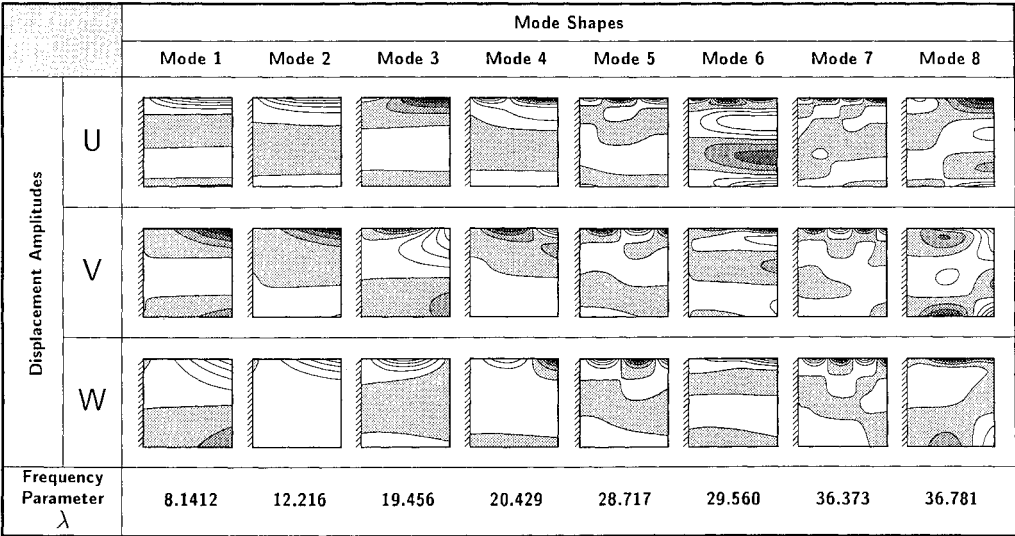 Mode Shapes
Mode 1 Mode 2 Mode 3 Mode 4 Mode 5 Mode 6 Mode 7 Mode 8
Displacement Amplitudes
U
V
W
Frequency
Parameter
λ
8.1412 12.216 19.456 20.429 28.717 29.560 36.373 36.781